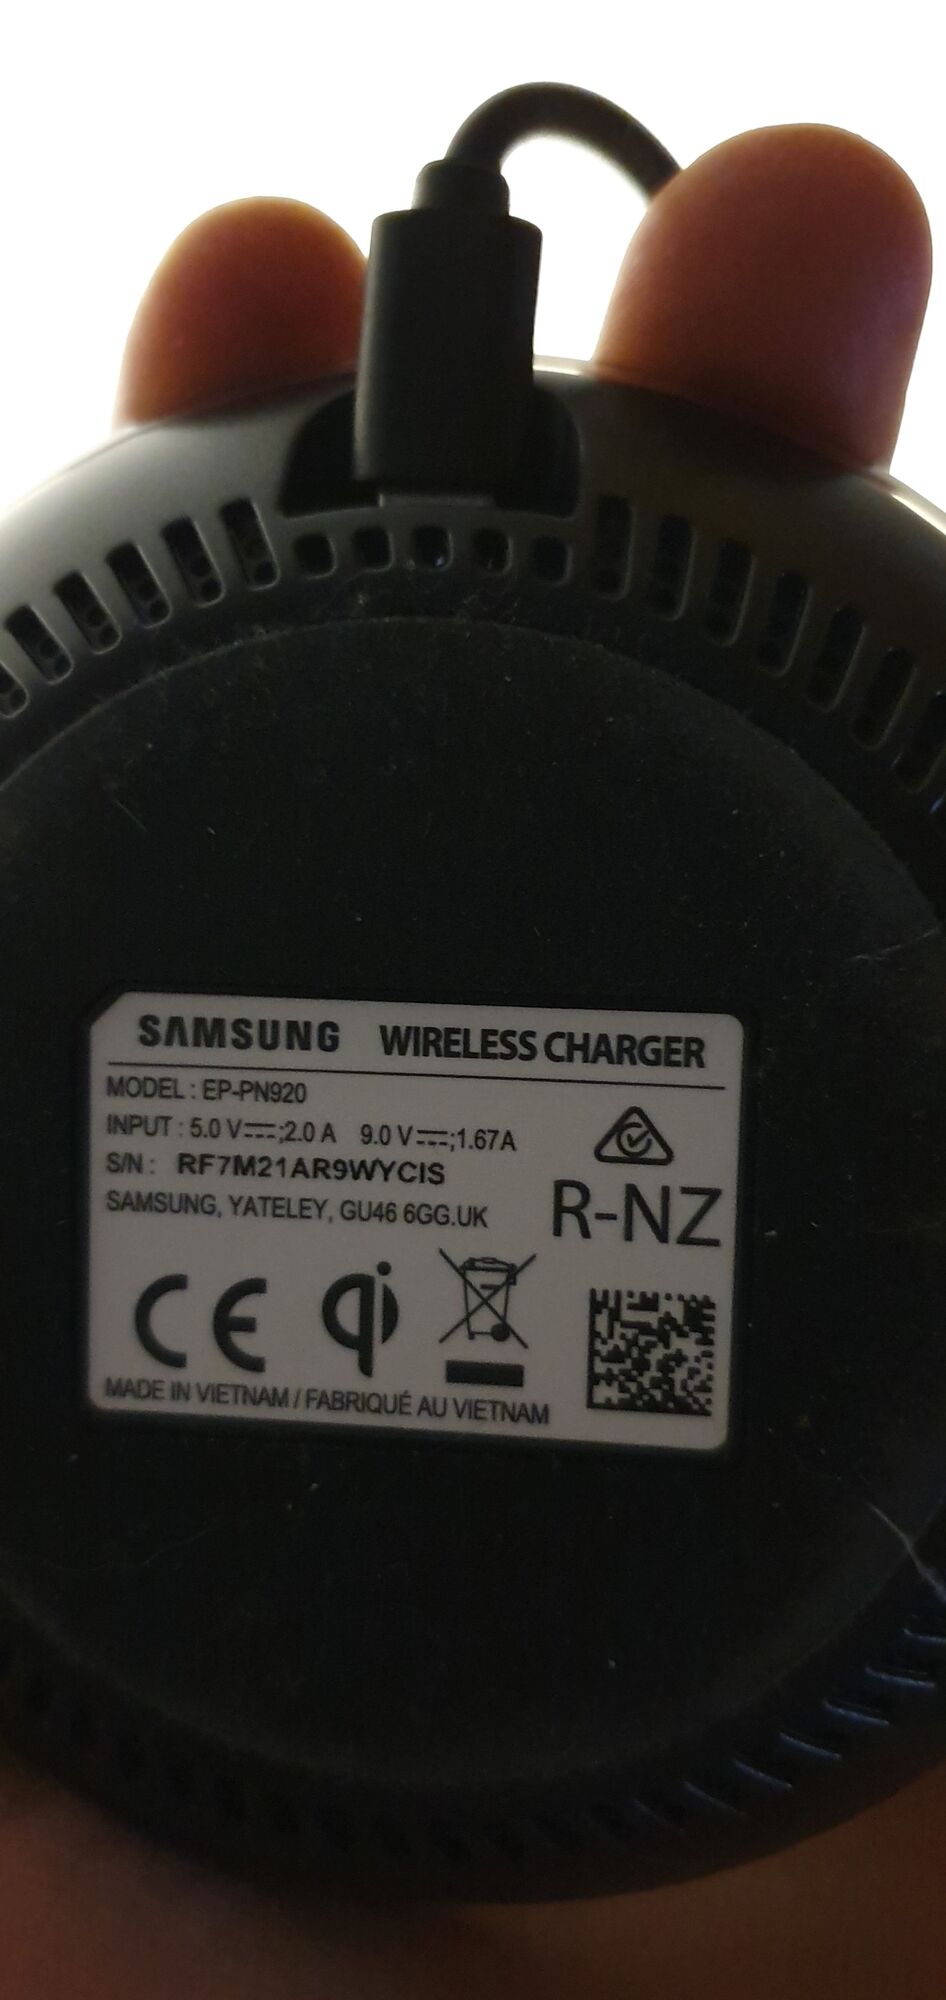 SAMSUNG WIRELESS CHARGER
MODEL : EP-PN920
INPUT : 5.0 V⎓;2.0 A 9.0 V⎓;1.67A
S/N : RF7M21AR9WYCIS
SAMSUNG, YATELEY, GU46 6GG.UK
R-NZ
CE qi
MADE IN VIETNAM / FABRIQUÉ AU VIETNAM